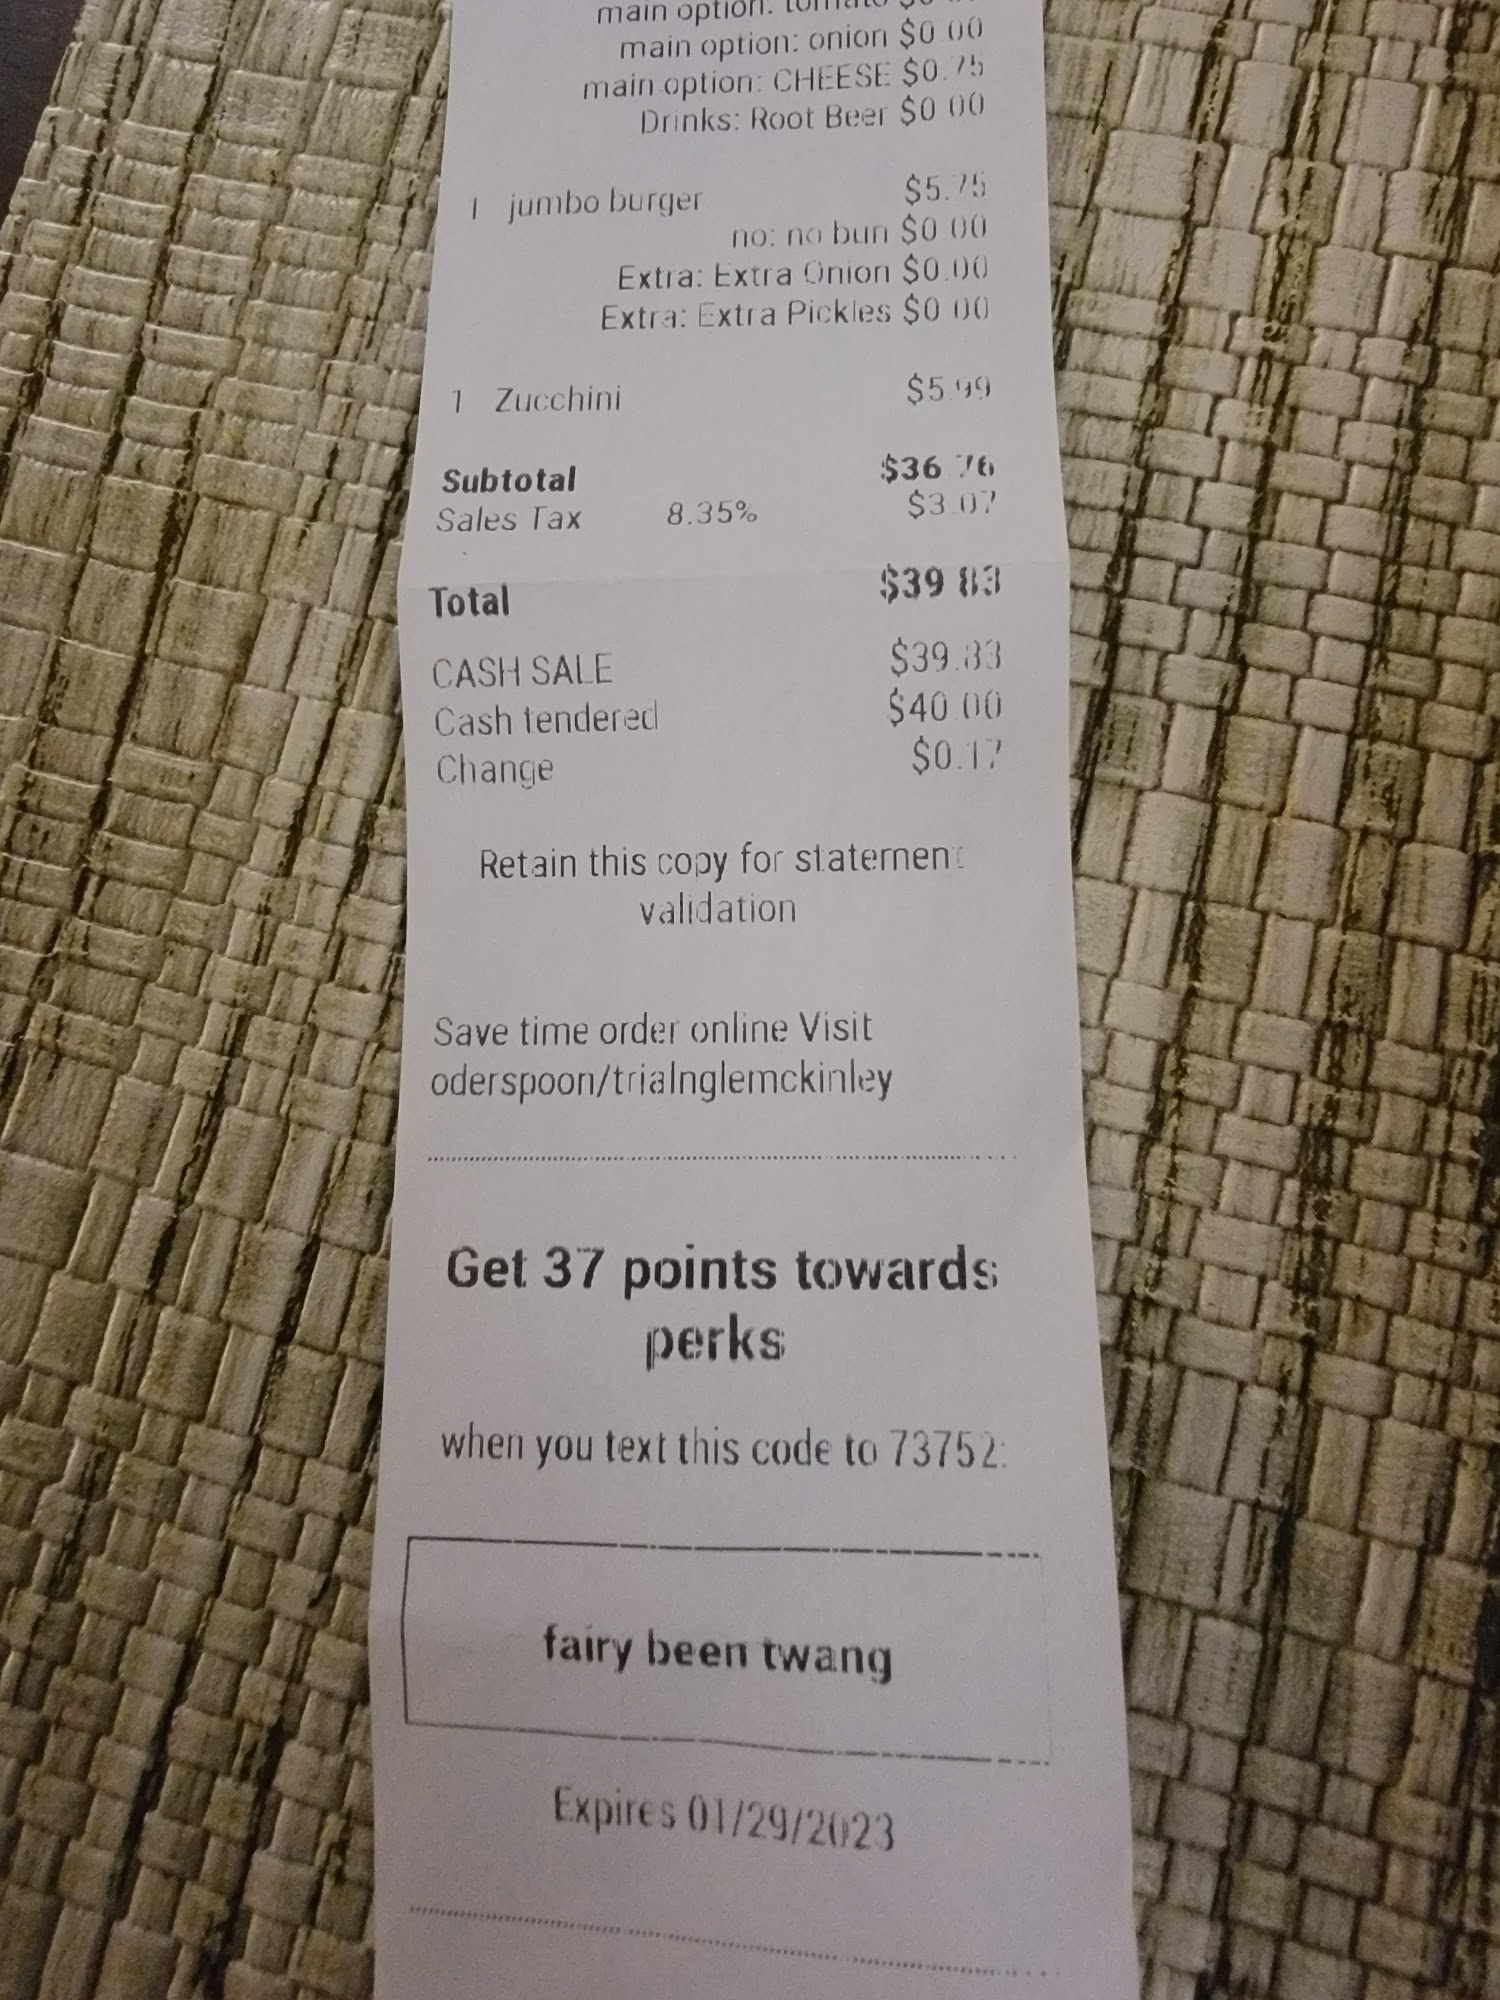 main option: tomato
main option: onion $0.00
main option: CHEESE $0.75
Drinks: Root Beer $0.00
1 jumbo burger $5.75
no: no bun $0.00
Extra: Extra Onion $0.00
Extra: Extra Pickles $0.00
1 Zucchini $5.99
Subtotal $36.76
Sales Tax 8.35% $3.07
Total $39.83
CASH SALE $39.83
Cash tendered $40.00
Change $0.17
Retain this copy for statement
validation
Save time order online Visit
oderspoon/trialnglemckinley
Get 37 points towards
perks
when you text this code to 73752:
fairy been twang
Expires 01/29/2023